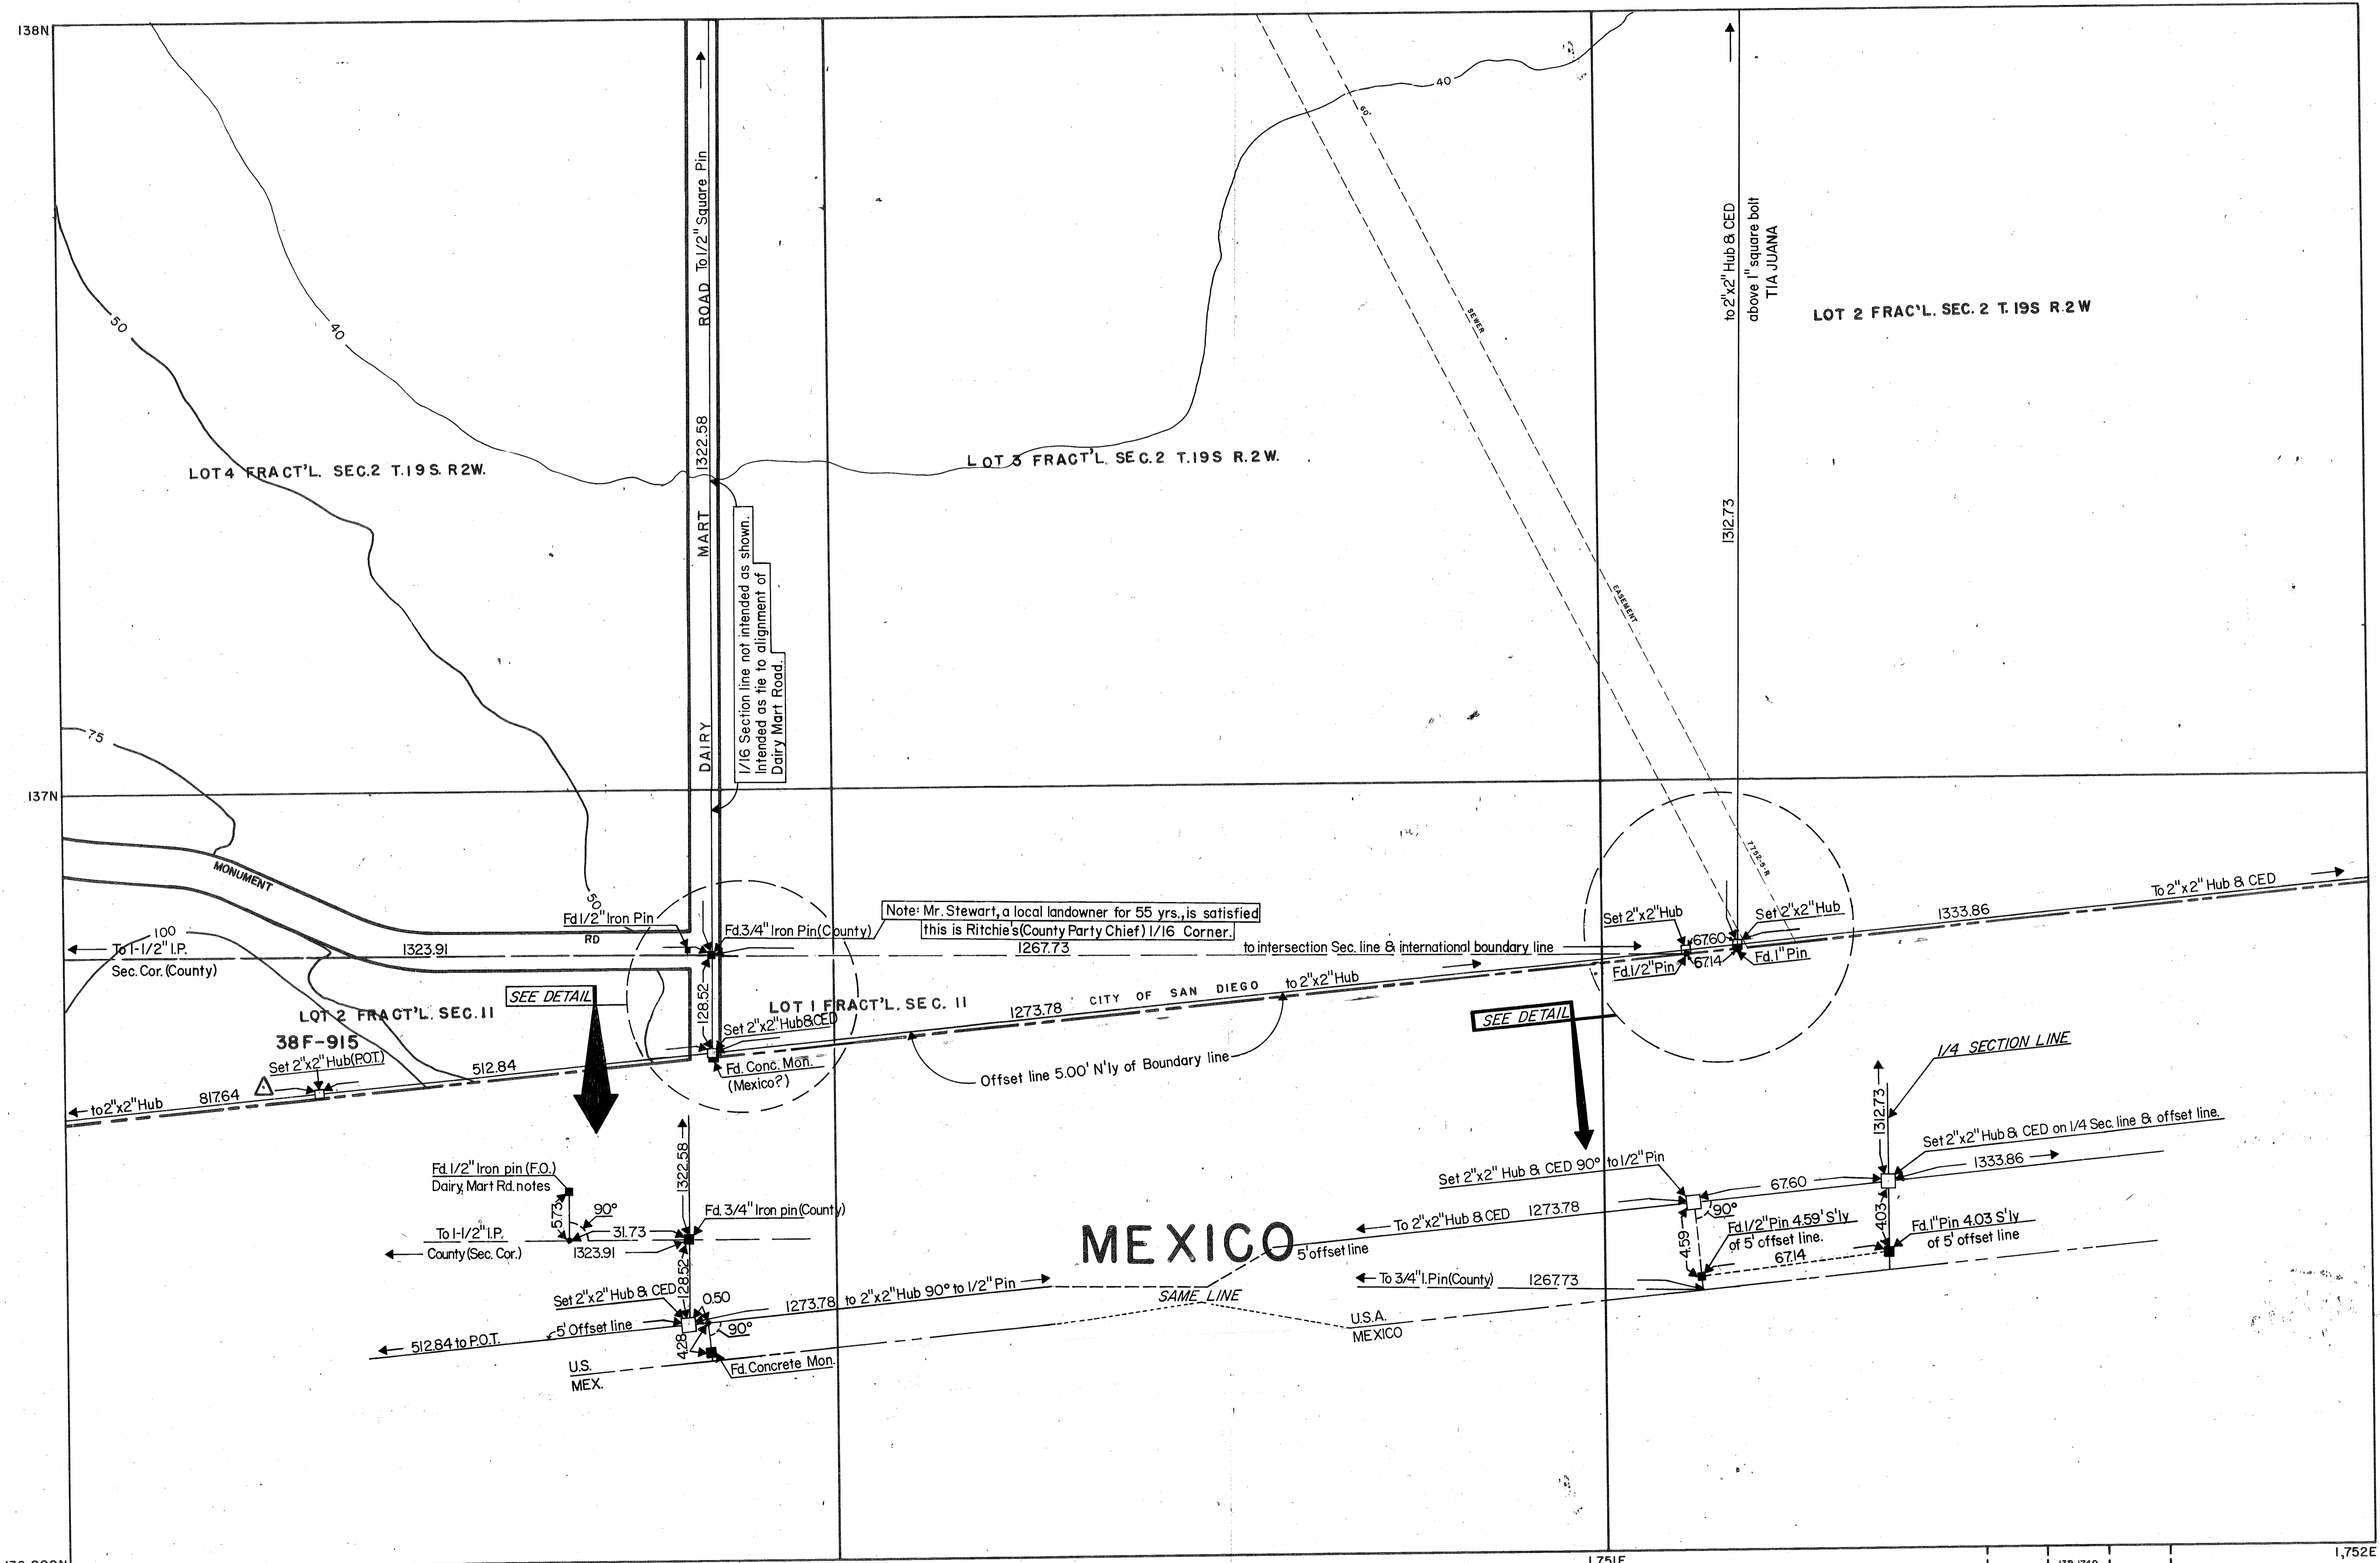 138N
40
60'
ROAD To 1/2" Square Pin
to 2"x2" Hub & CED
above 1" square bolt
TIA JUANA
LOT 2 FRAC'L. SEC. 2 T. 19S R. 2 W
50
40
SEWER
1322.58
LOT 4 FRACT'L. SEC. 2 T. 19 S. R 2W.
LOT 3 FRACT'L. SEC. 2 T. 19S R. 2W.
MART
1312.73
1/16 Section line not intended as shown.
Intended as tie to alignment of
Dairy Mart Road.
EASEMENT
75
DAIRY
137N
MONUMENT
7752-5-R
50
Fd 1/2" Iron Pin
Fd. 3/4" Iron Pin (County)
Note: Mr. Stewart, a local landowner for 55 yrs., is satisfied
this is Ritchie's (County Party Chief) 1/16 Corner.
Set 2"x2" Hub
Set 2"x2" Hub
1333.86
To 2"x2" Hub & CED
100
To 1-1/2" I.P.
Sec. Cor. (County)
1323.91
RD
1267.73
to intersection Sec. line & international boundary line
67.60
67.14
Fd. 1/2" Pin
Fd. 1" Pin
SEE DETAIL
LOT 2 FRACT'L. SEC. 11
128.52
LOT 1 FRACT'L. SEC. 11
Set 2"x2" Hub & CED
1273.78
CITY OF SAN DIEGO
to 2"x2" Hub
SEE DETAIL
38F-915
Set 2"x2" Hub (P.O.T.)
512.84
Fd. Conc. Mon.
(Mexico?)
Offset line 5.00' N'ly of Boundary line
to 2"x2" Hub
817.64
1/4 SECTION LINE
1312.73
Set 2"x2" Hub & CED on 1/4 Sec. line & offset line.
1333.86
Fd. 1/2" Iron pin (F.O.)
Dairy Mart Rd. notes
1322.58
5.73
90°
31.73
Fd. 3/4" Iron pin (County)
To 1-1/2" I.P.
County (Sec. Cor.)
1323.91
Set 2"x2" Hub & CED 90° to 1/2" Pin
67.60
To 2"x2" Hub & CED 1273.78
90°
4.59
Fd. 1/2" Pin 4.59' S'ly
of 5' offset line.
67.14
4.03
Fd. 1" Pin 4.03 S'ly
of 5' offset line
MEXICO
5' offset line
To 3/4" I. Pin (County) 1267.73
128.52
Set 2"x2" Hub & CED
0.50
1273.78 to 2"x2" Hub 90° to 1/2" Pin
SAME LINE
U.S.A.
MEXICO
512.84 to P.O.T.
5' Offset line
4.28
90°
Fd. Concrete Mon.
U.S.
MEX.
1,751E
1,752E